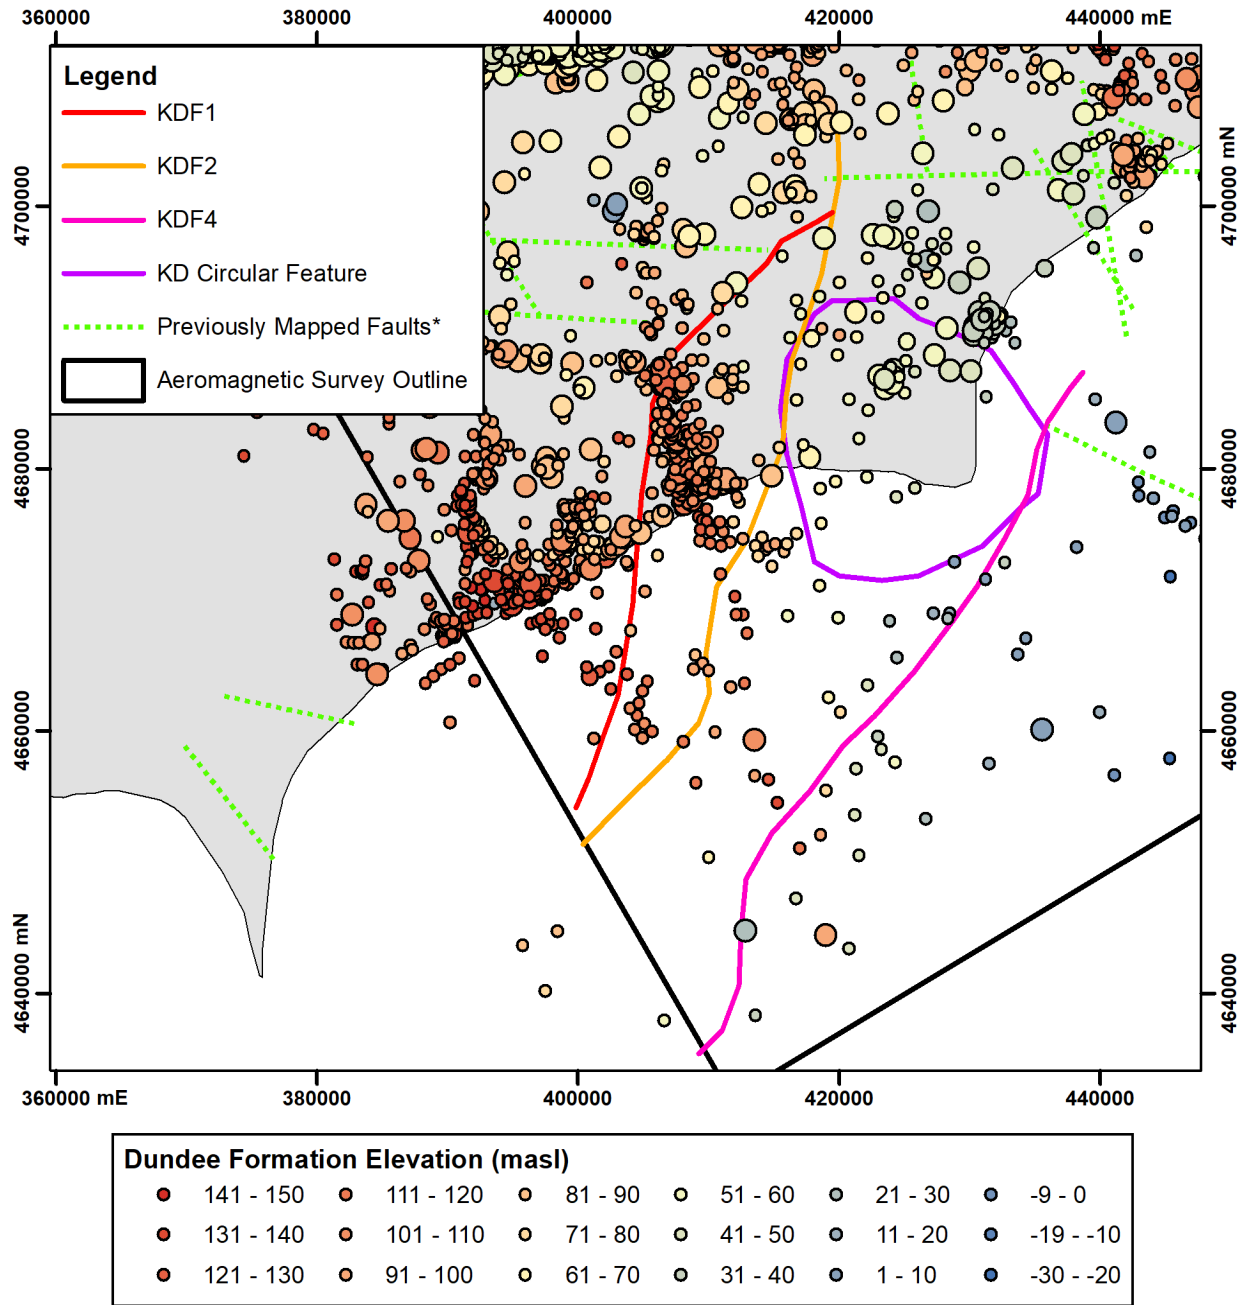 360000
380000
400000
420000
440000 mE
Legend
KDF1
KDF2
KDF4
KD Circular Feature
Previously Mapped Faults*
Aeromagnetic Survey Outline
4700000
4680000
4660000
4640000 mN
4700000 mN
4680000
4660000
4640000
360000 mE
380000
400000
420000
440000
Dundee Formation Elevation (masl)
141 - 150
111 - 120
81 - 90
51 - 60
21 - 30
-9 - 0
131 - 140
101 - 110
71 - 80
41 - 50
11 - 20
-19 - -10
121 - 130
91 - 100
61 - 70
31 - 40
1 - 10
-30 - -20